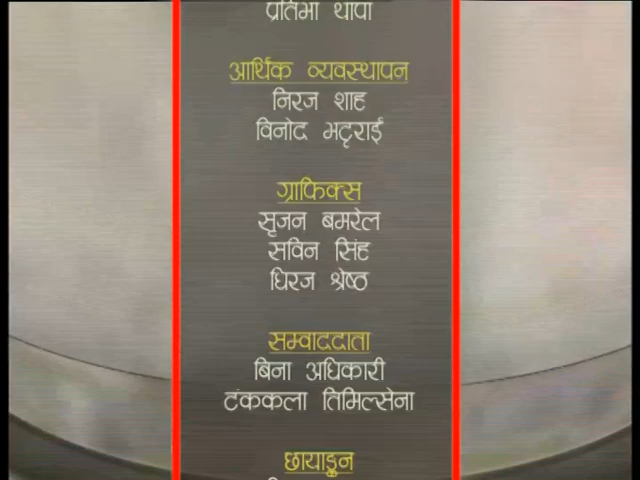 प्रतिभा थापा
आर्थिक व्यवस्थापन
निरज शाह
विनोद भट्टराई
ग्राफिक्स
सृजन बमरेल
सविन सिंह
धिरज श्रेष्ठ
सम्वाददाता
बिना अधिकारी
टंककला तिमिल्सेना
छायाङ्कन